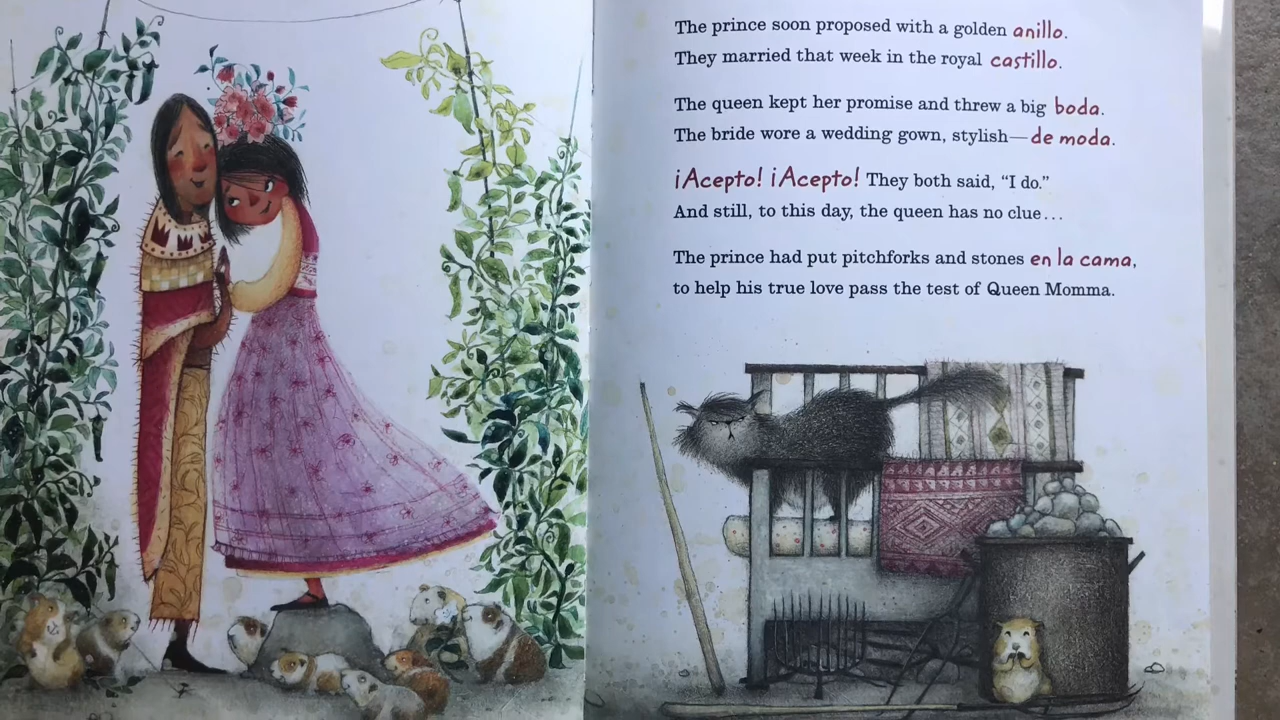 The prince soon proposed with a golden anillo.
They married that week in the royal castillo.
The queen kept her promise and threw a big boda.
The bride wore a wedding gown, stylish—de moda.
¡Acepto! ¡Acepto! They both said, “I do.”
And still, to this day, the queen has no clue...
The prince had put pitchforks and stones en la cama,
to help his true love pass the test of Queen Momma.